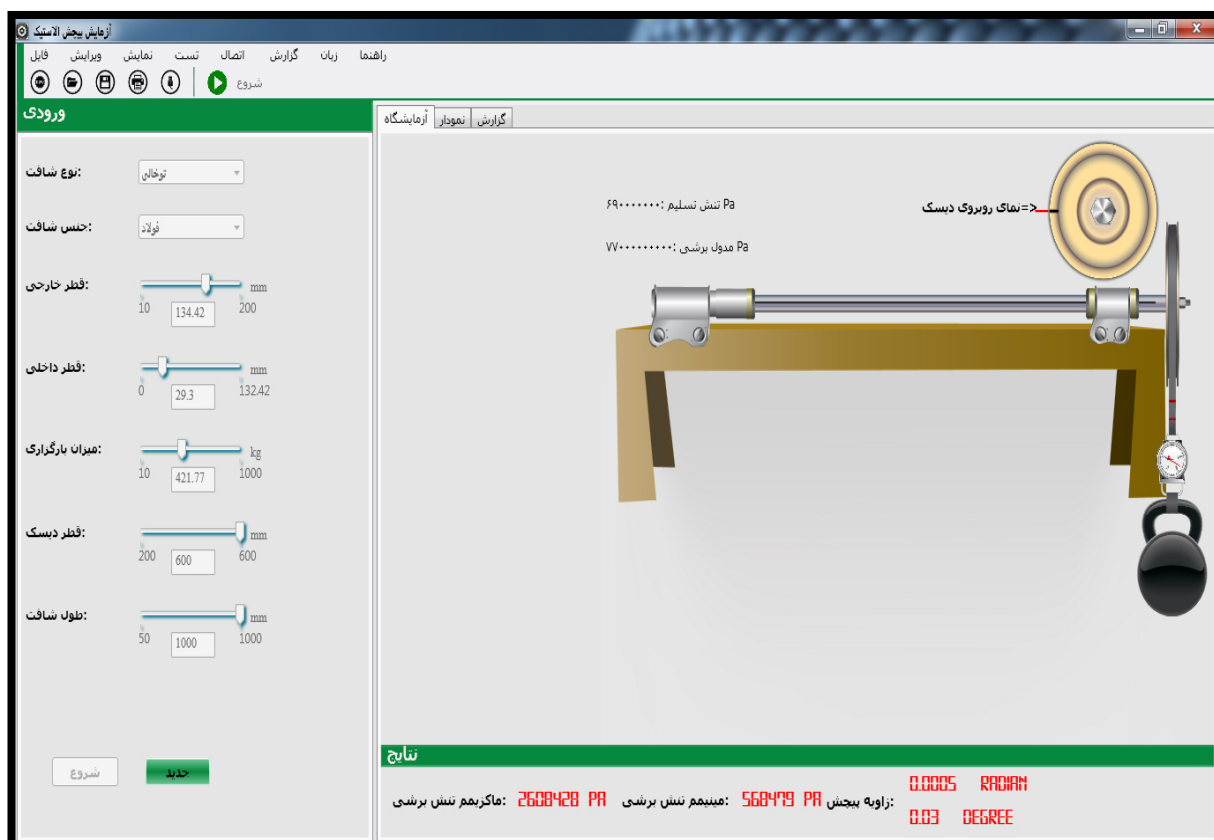 آزمایش پیچش الاستیک
فایل ویرایش نمایش تست اتصال گزارش زبان راهنما
شروع
ورودی
آزمایشگاه نمودار گزارش
نوع شافت:
توخالی
جنس شافت:
فولاد
قطر خارجی:
mm
10 134.42 200
قطر داخلی:
mm
0 29.3 132.42
میزان بارگزاری:
kg
10 421.77 1000
قطر دیسک:
mm
200 600 600
طول شافت:
mm
50 1000 1000
جدید
شروع
تنش تسلیم :۶۹۰۰۰۰۰۰۰ Pa
مدول برشی :۷۷۰۰۰۰۰۰۰۰۰ Pa
نمای روبروی دیسک=>
نتایج
ماکزیمم تنش برشی: 2608428 PA
مینیمم تنش برشی: 568479 PA
زاویه پیچش:
0.0005 RADIAN
0.03 DEGREE